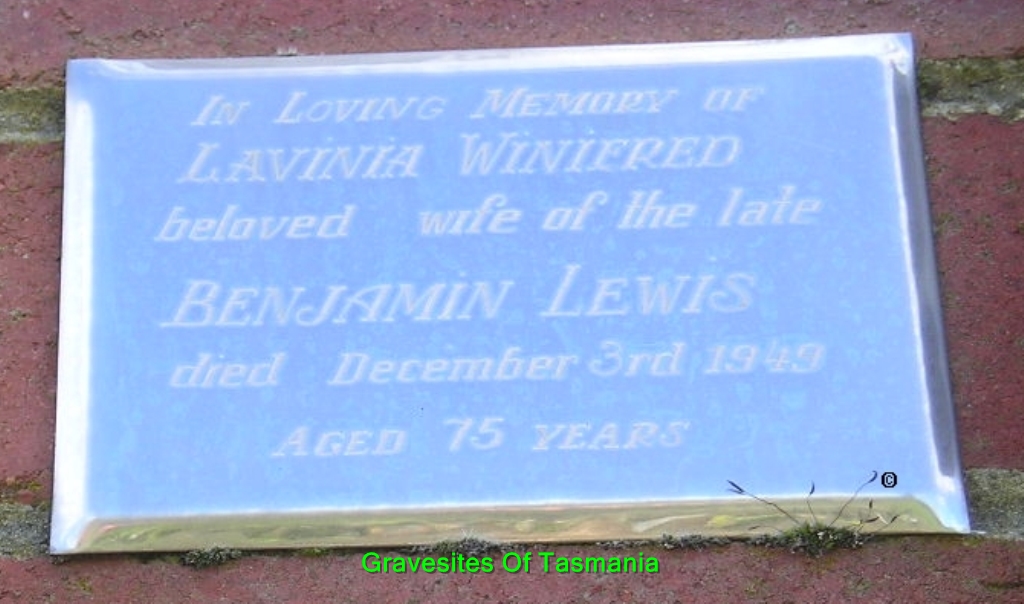 IN LOVING MEMORY OF
LAVINIA WINIFRED
beloved wife of the late
BENJAMIN LEWIS
died December 3rd 1949
AGED 75 YEARS
©
Gravesites Of Tasmania